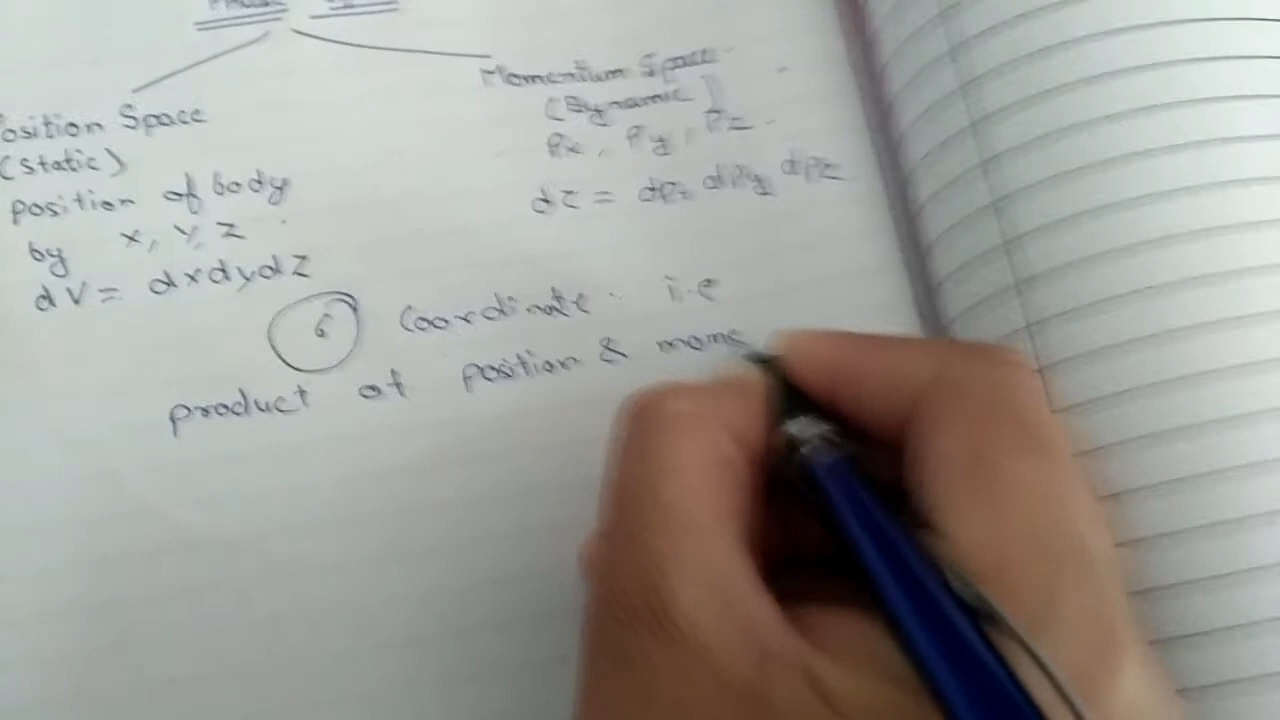 Position Space
(static)
position of body
by x, y, z
dV = dxdydz
Momentum Space
(Dynamic)
Px, Py, Pz
dτ = dPx dPy dPz
6 Coordinate i.e
product of position & mome